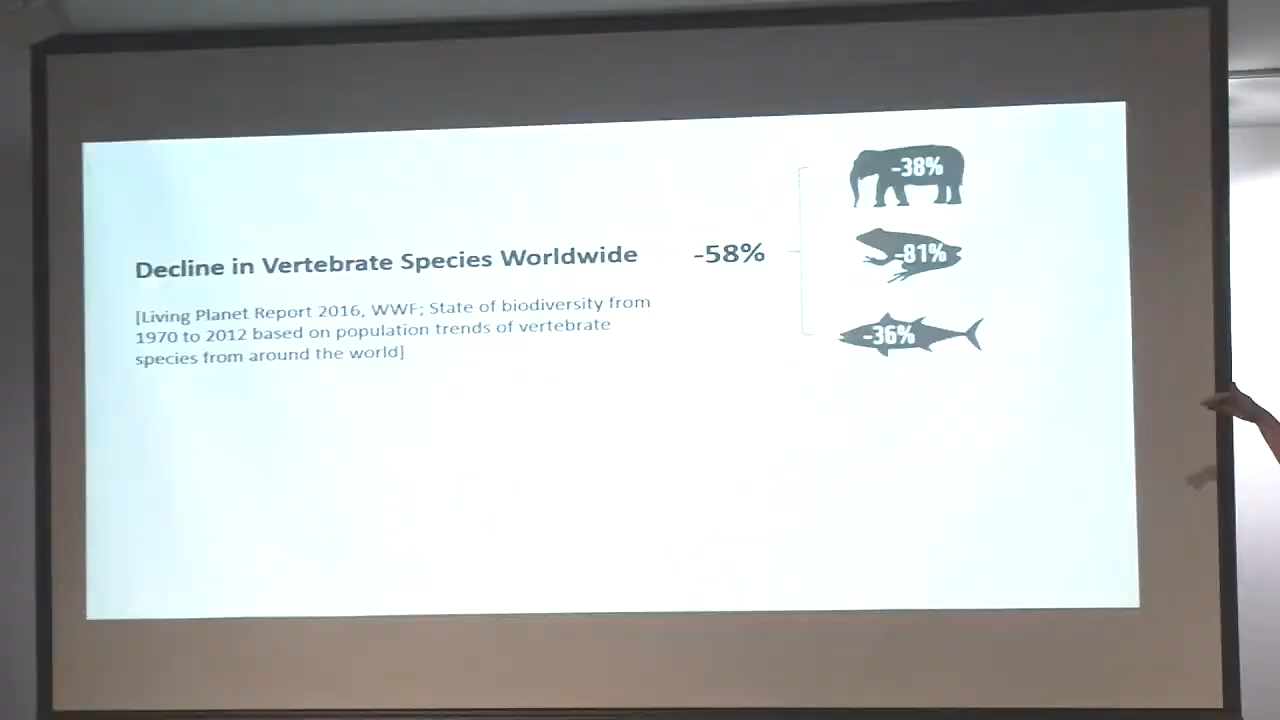 Decline in Vertebrate Species Worldwide
-58%
[Living Planet Report 2016, WWF; State of biodiversity from
1970 to 2012 based on population trends of vertebrate
species from around the world]
-38%
-81%
-36%